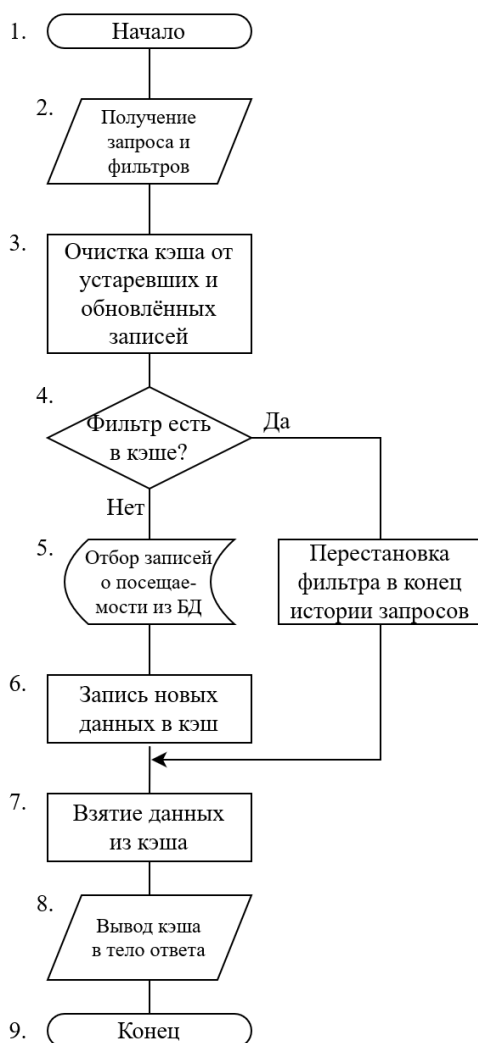 1.
Начало
2.
Получение
запроса и
фильтров
3.
Очистка кэша от
устаревших и
обновлённых
записей
4.
Фильтр есть
в кэше?
Да
Нет
5.
Отбор записей
о посещае-
мости из БД
Перестановка
фильтра в конец
истории запросов
6.
Запись новых
данных в кэш
7.
Взятие данных
из кэша
8.
Вывод кэша
в тело ответа
9.
Конец